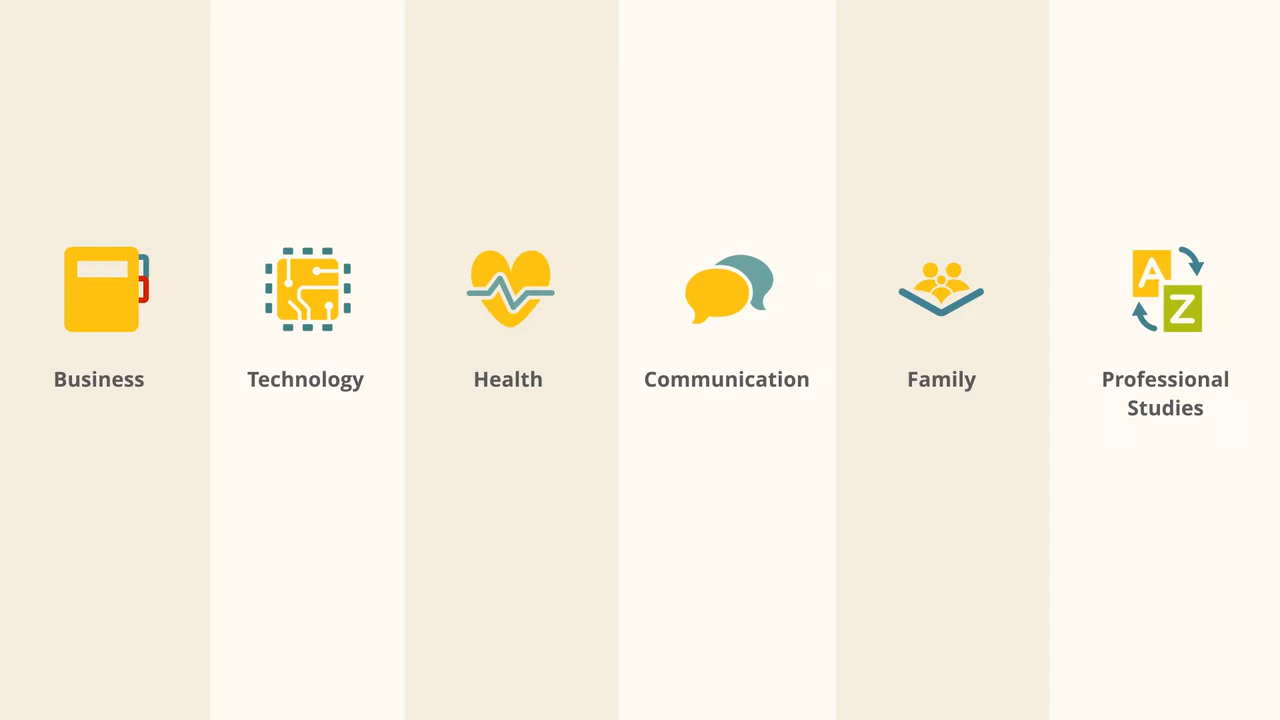 A
Z
Business
Technology
Health
Communication
Family
Professional
Studies